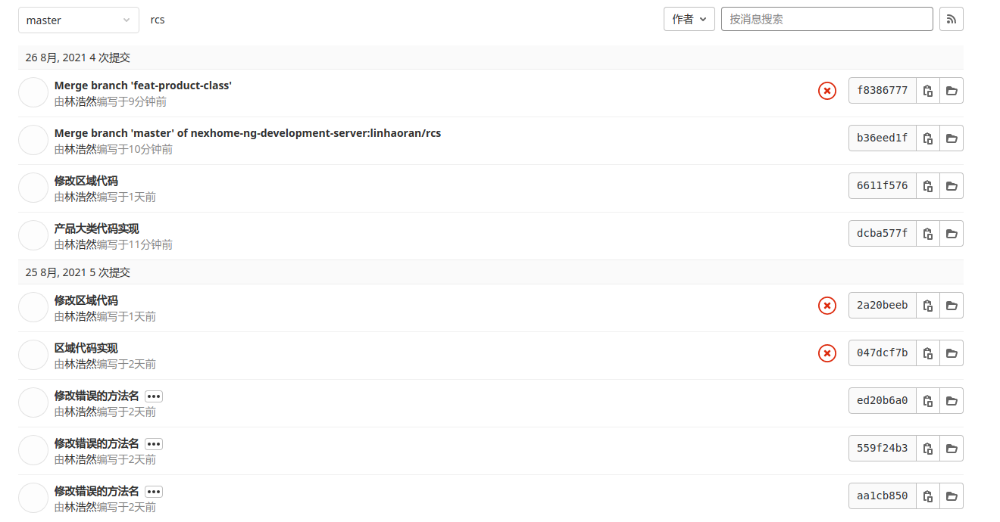 master rcs 作者 按消息搜索
26 8月, 2021 4 次提交
Merge branch 'feat-product-class'
由林浩然编写于9分钟前
f8386777
Merge branch 'master' of nexhome-ng-development-server:linhaoran/rcs
由林浩然编写于10分钟前
b36eed1f
修改区域代码
由林浩然编写于1天前
6611f576
产品大类代码实现
由林浩然编写于11分钟前
dcba577f
25 8月, 2021 5 次提交
修改区域代码
由林浩然编写于1天前
2a20beeb
区域代码实现
由林浩然编写于2天前
047dcf7b
修改错误的方法名
由林浩然编写于2天前
ed20b6a0
修改错误的方法名
由林浩然编写于2天前
559f24b3
修改错误的方法名
由林浩然编写于2天前
aa1cb850